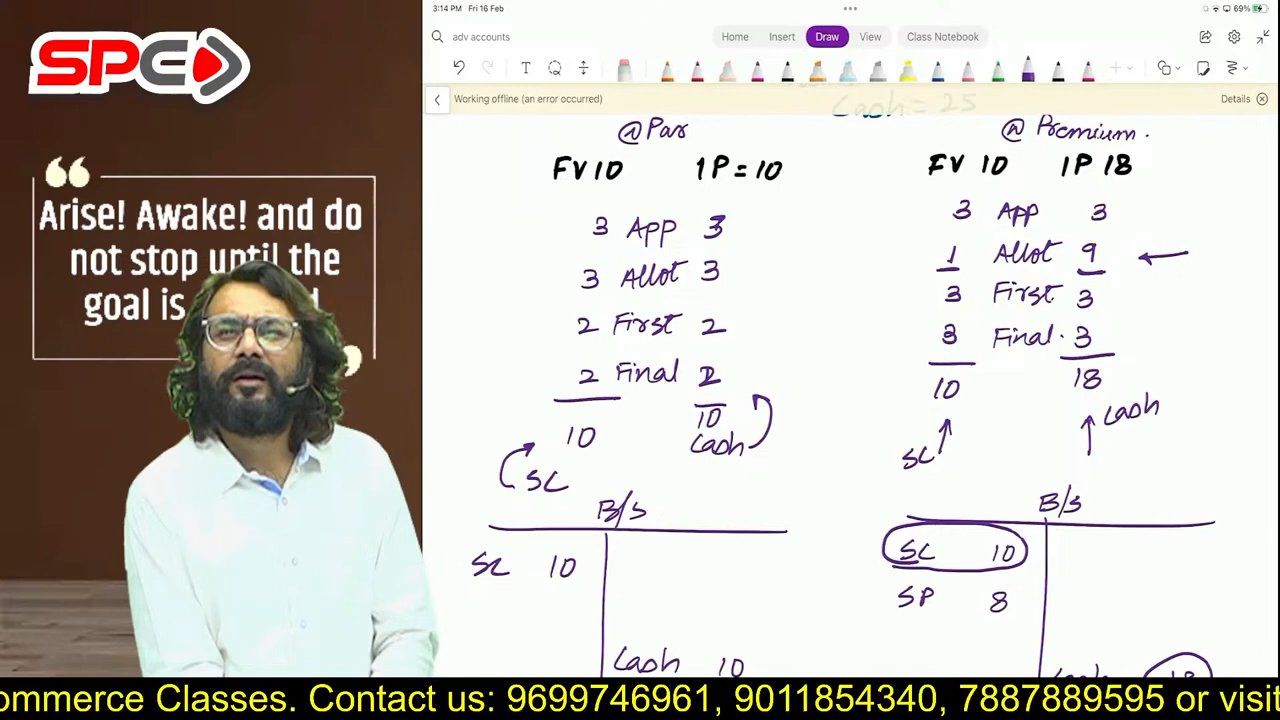 SPE
Arise! Awake! and do
not stop until the
goal is
3:14 PM Fri 16 Feb
69%
adv accounts
Home Insert Draw View Class Notebook
Working offline (an error occurred)
Details
Cash = 25
@Par
FV 10 IP = 10
3 App 3
3 Allot 3
2 First 2
2 Final 2
10 10
Cash
SC
B/S
SC 10
Cash 10
@ Premium.
FV 10 IP 18
3 App 3
1 Allot 9
3 First 3
3 Final. 3
10 18
SC Cash
B/S
SC 10
SP 8
ommerce Classes. Contact us: 9699746961, 9011854340, 7887889595 or visit